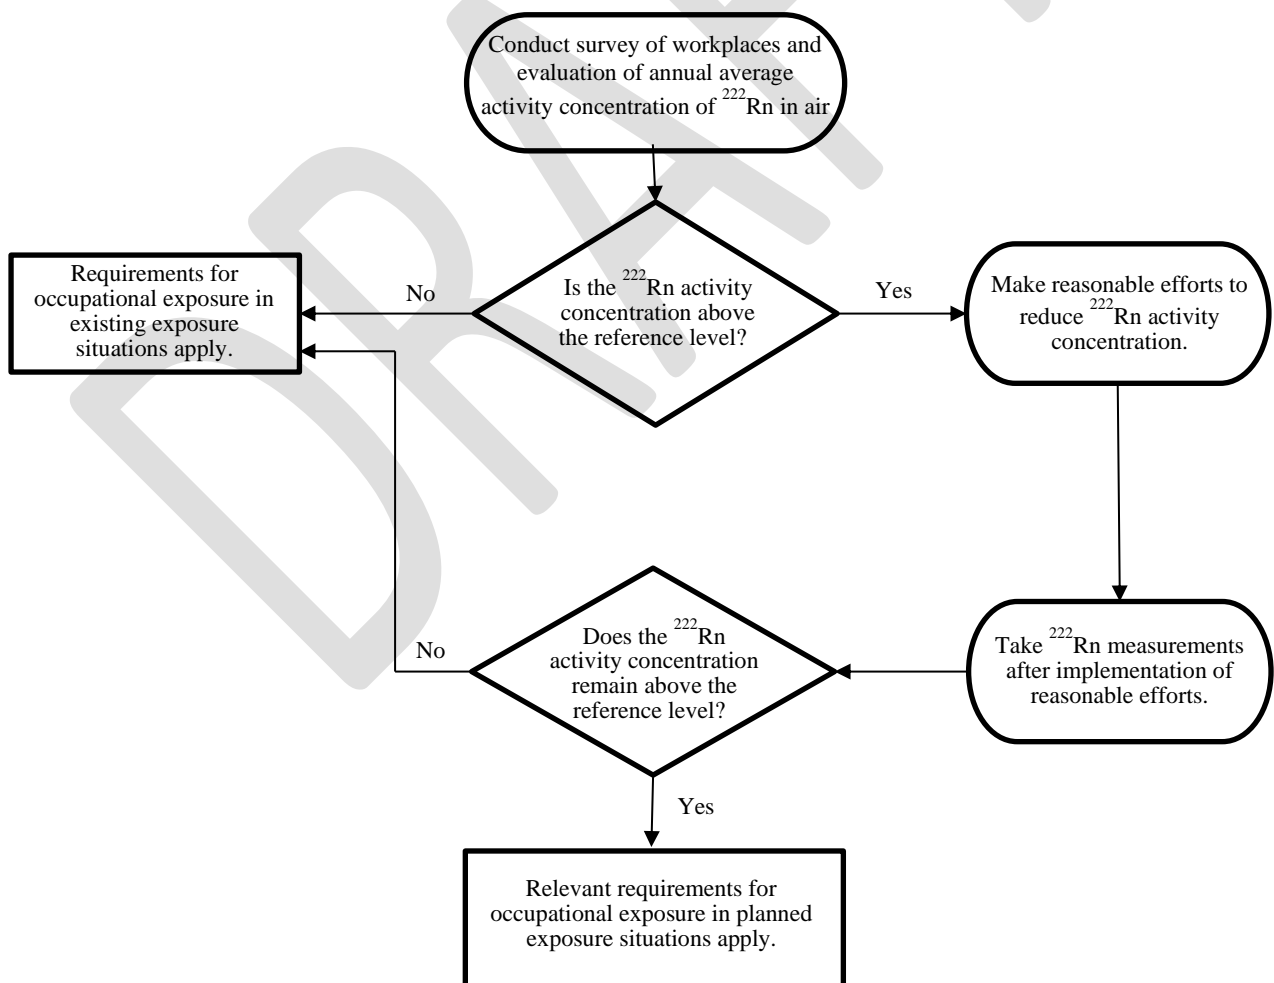 Conduct survey of workplaces and
evaluation of annual average
activity concentration of ²²²Rn in air
Is the ²²²Rn activity
concentration above
the reference level?
No
Yes
Requirements for
occupational exposure in
existing exposure
situations apply.
Make reasonable efforts to
reduce ²²²Rn activity
concentration.
Take ²²²Rn measurements
after implementation of
reasonable efforts.
Does the ²²²Rn
activity concentration
remain above the
reference level?
No
Yes
Relevant requirements for
occupational exposure in planned
exposure situations apply.
DRAF